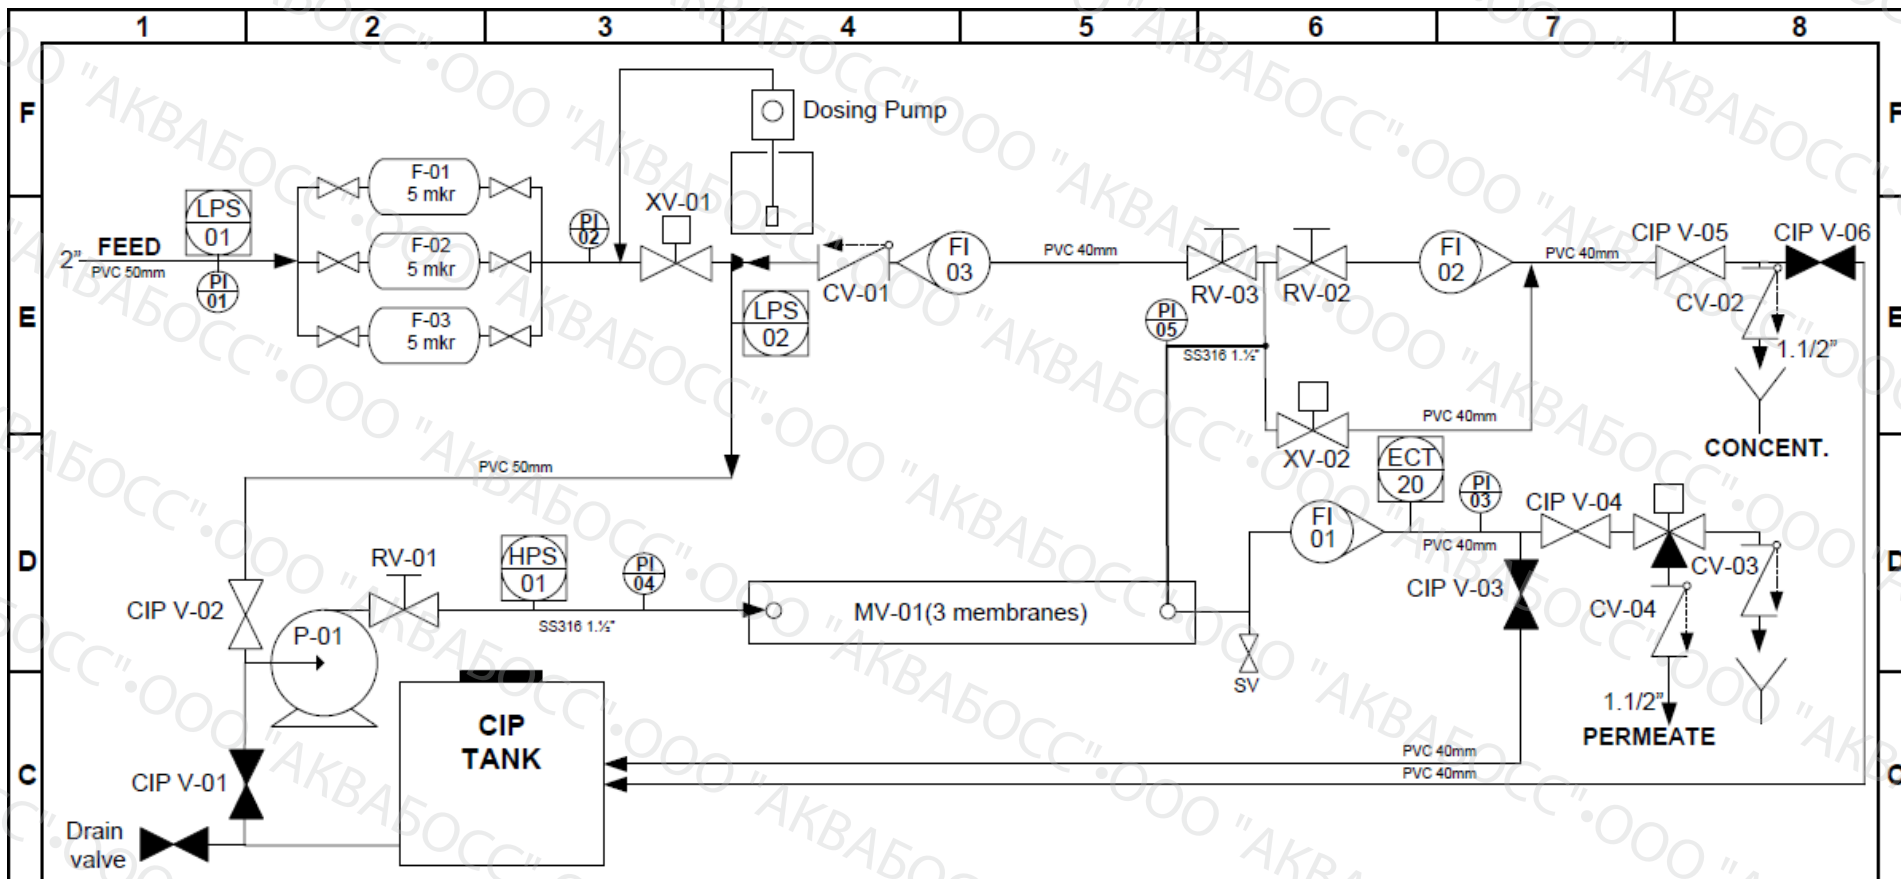 1 2 3 4 5 6 7 8
F
F
Dosing Pump
F-01
5 mkr
LPS
01
XV-01
PI
02
2" FEED
PVC 50mm
PI
01
F-02
5 mkr
FI
03
PVC 40mm
FI
02
PVC 40mm
CIP V-05
CIP V-06
CV-01
RV-03
RV-02
CV-02
E
E
F-03
5 mkr
LPS
02
PI
05
SS316 1.½"
1.1/2"
PVC 40mm
CONCENT.
XV-02
ECT
20
PI
03
PVC 50mm
CIP V-04
FI
01
PVC 40mm
D
D
RV-01
HPS
01
PI
04
CIP V-03
CV-03
CV-04
CIP V-02
P-01
SS316 1.½"
MV-01(3 membranes)
SV
1.1/2"
PERMEATE
CIP
TANK
PVC 40mm
PVC 40mm
C
C
CIP V-01
Drain
valve
ООО "АКВАБОСС"•ООО "АКВАБОСС"•ООО "АКВАБОСС"